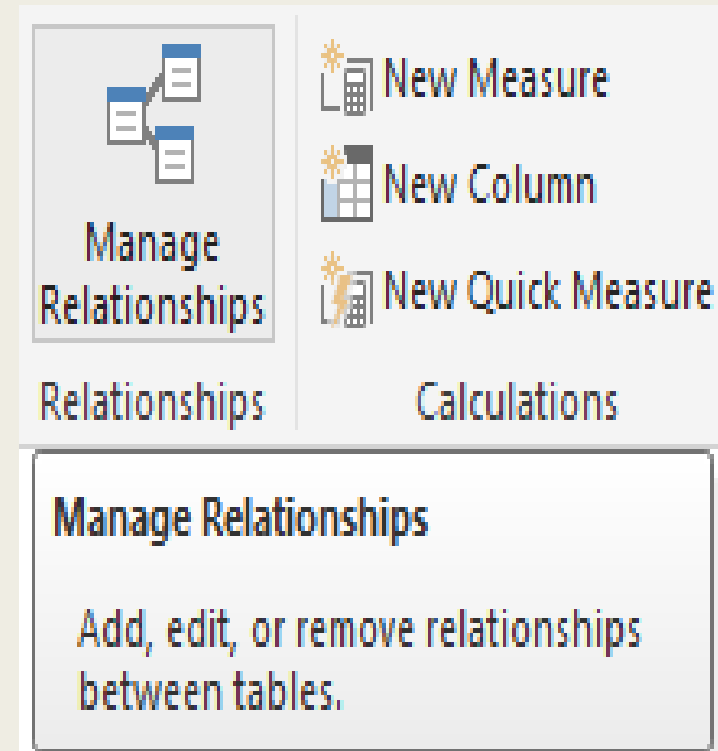 Manage
Relationships
New Measure
New Column
New Quick Measure
Relationships
Calculations
Manage Relationships
Add, edit, or remove relationships
between tables.